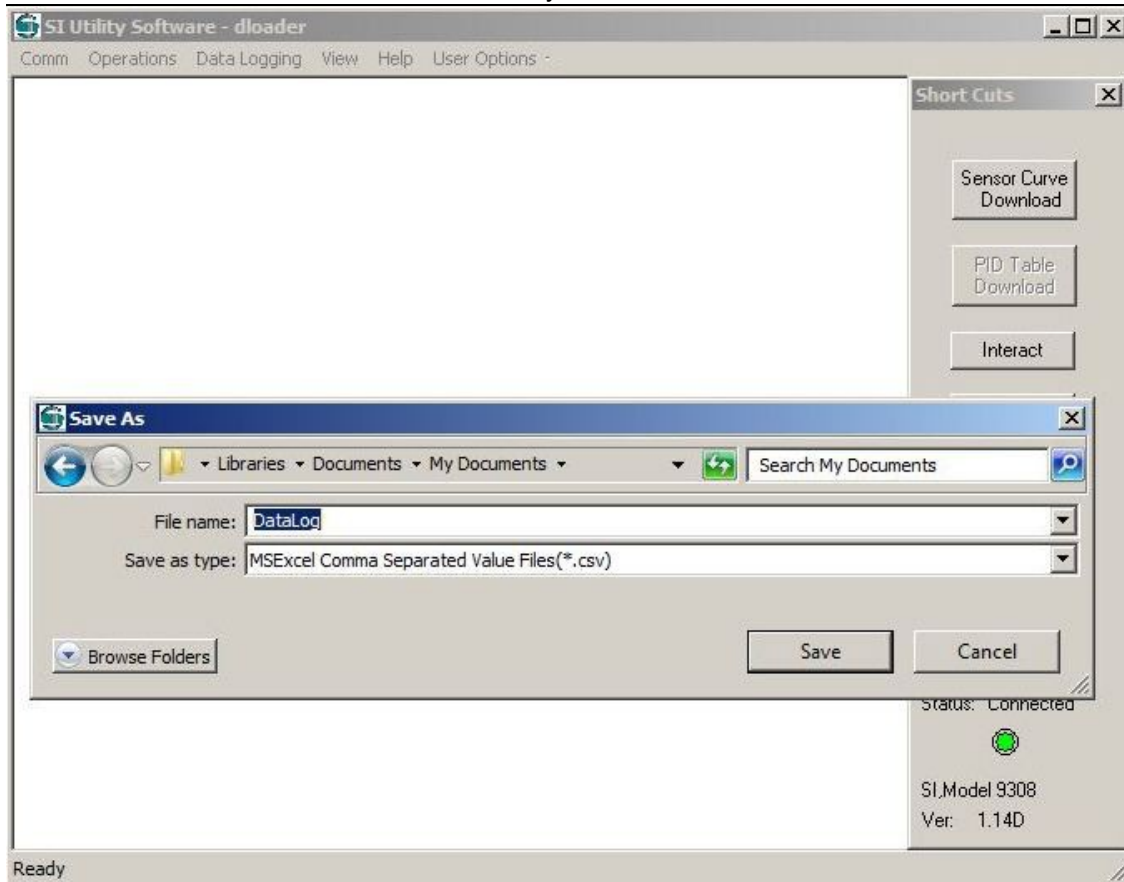 SI Utility Software - dloader
Comm Operations Data Logging View Help User Options -
Short Cuts
Sensor Curve
Download
PID Table
Download
Interact
Save As
Libraries Documents My Documents
Search My Documents
File name: DataLog
Save as type: MSExcel Comma Separated Value Files(*.csv)
Browse Folders
Save
Cancel
Status: Connected
SI,Model 9308
Ver: 1.14D
Ready